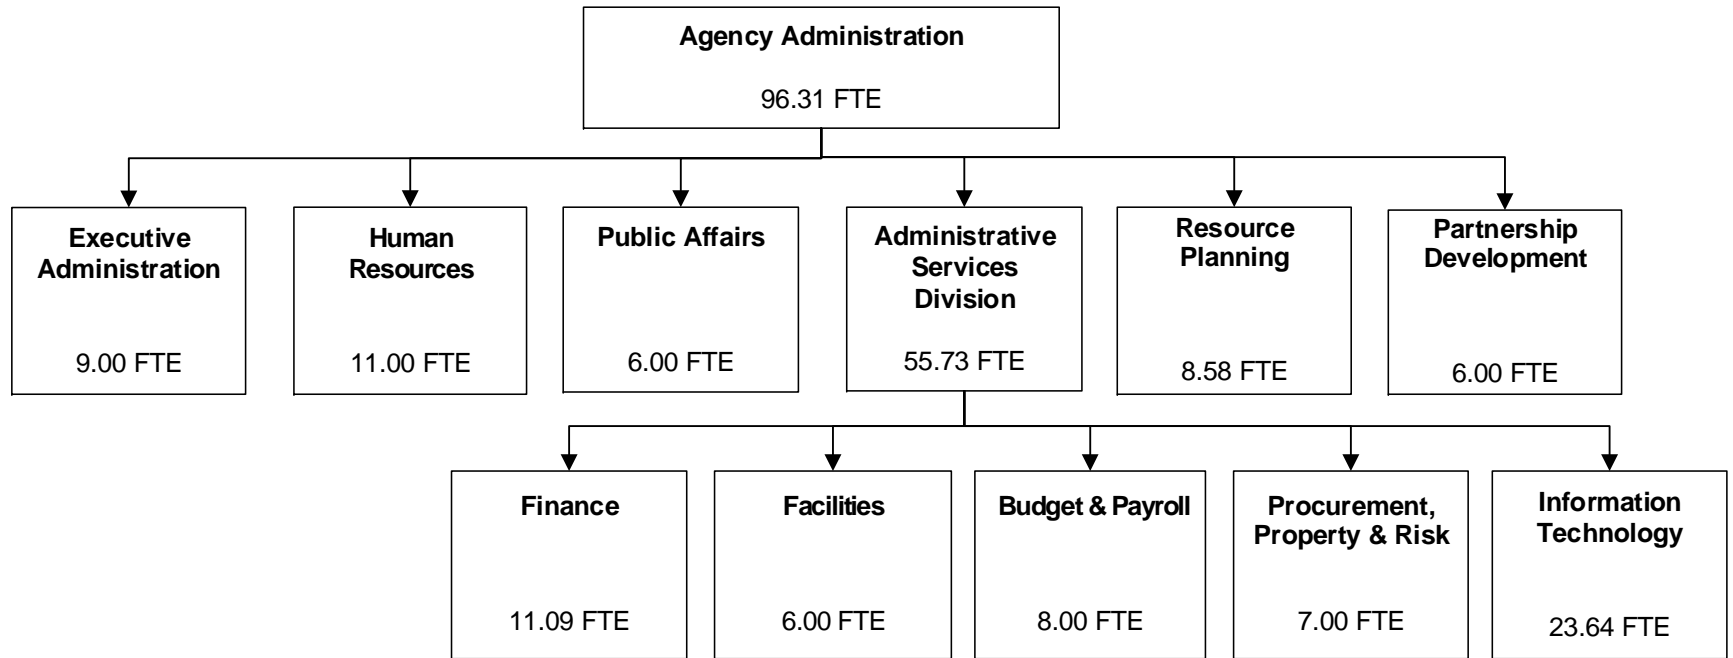 Agency Administration
96.31 FTE
Executive
Administration
9.00 FTE
Human
Resources
11.00 FTE
Public Affairs
6.00 FTE
Administrative
Services
Division
55.73 FTE
Resource
Planning
8.58 FTE
Partnership
Development
6.00 FTE
Finance
11.09 FTE
Facilities
6.00 FTE
Budget & Payroll
8.00 FTE
Procurement,
Property & Risk
7.00 FTE
Information
Technology
23.64 FTE